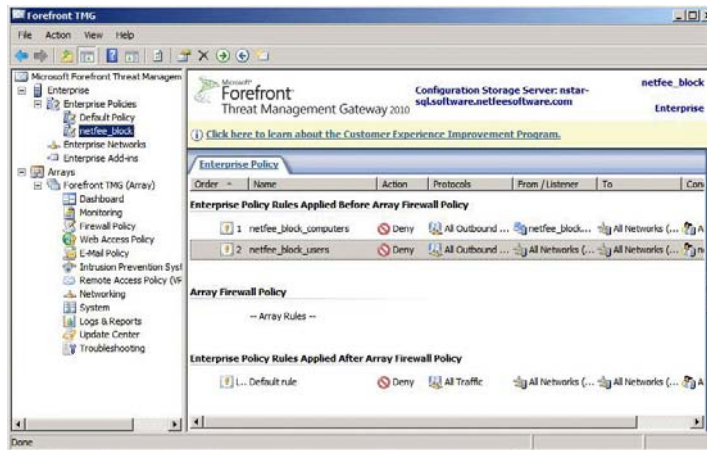 Forefront TMG
File Action View Help
Microsoft Forefront Threat Managem
Enterprise
Enterprise Policies
Default Policy
netfee_block
Enterprise Networks
Enterprise Add-ins
Arrays
Forefront TMG (Array)
Dashboard
Monitoring
Firewall Policy
Web Access Policy
E-Mail Policy
Intrusion Prevention Syst
Remote Access Policy (VP
Networking
System
Logs & Reports
Update Center
Troubleshooting
Microsoft
Forefront
Threat Management Gateway 2010
Configuration Storage Server: nstar-
sql.software.netfeesoftware.com
netfee_block
Enterprise
Click here to learn about the Customer Experience Improvement Program.
Enterprise Policy
Order Name Action Protocols From / Listener To Con
Enterprise Policy Rules Applied Before Array Firewall Policy
1 netfee_block_computers Deny All Outbound ... netfee_block... All Networks (... A
2 netfee_block_users Deny All Outbound ... All Networks (... All Networks (... n
Array Firewall Policy
-- Array Rules --
Enterprise Policy Rules Applied After Array Firewall Policy
L... Default rule Deny All Traffic All Networks (... All Networks (... A
Done